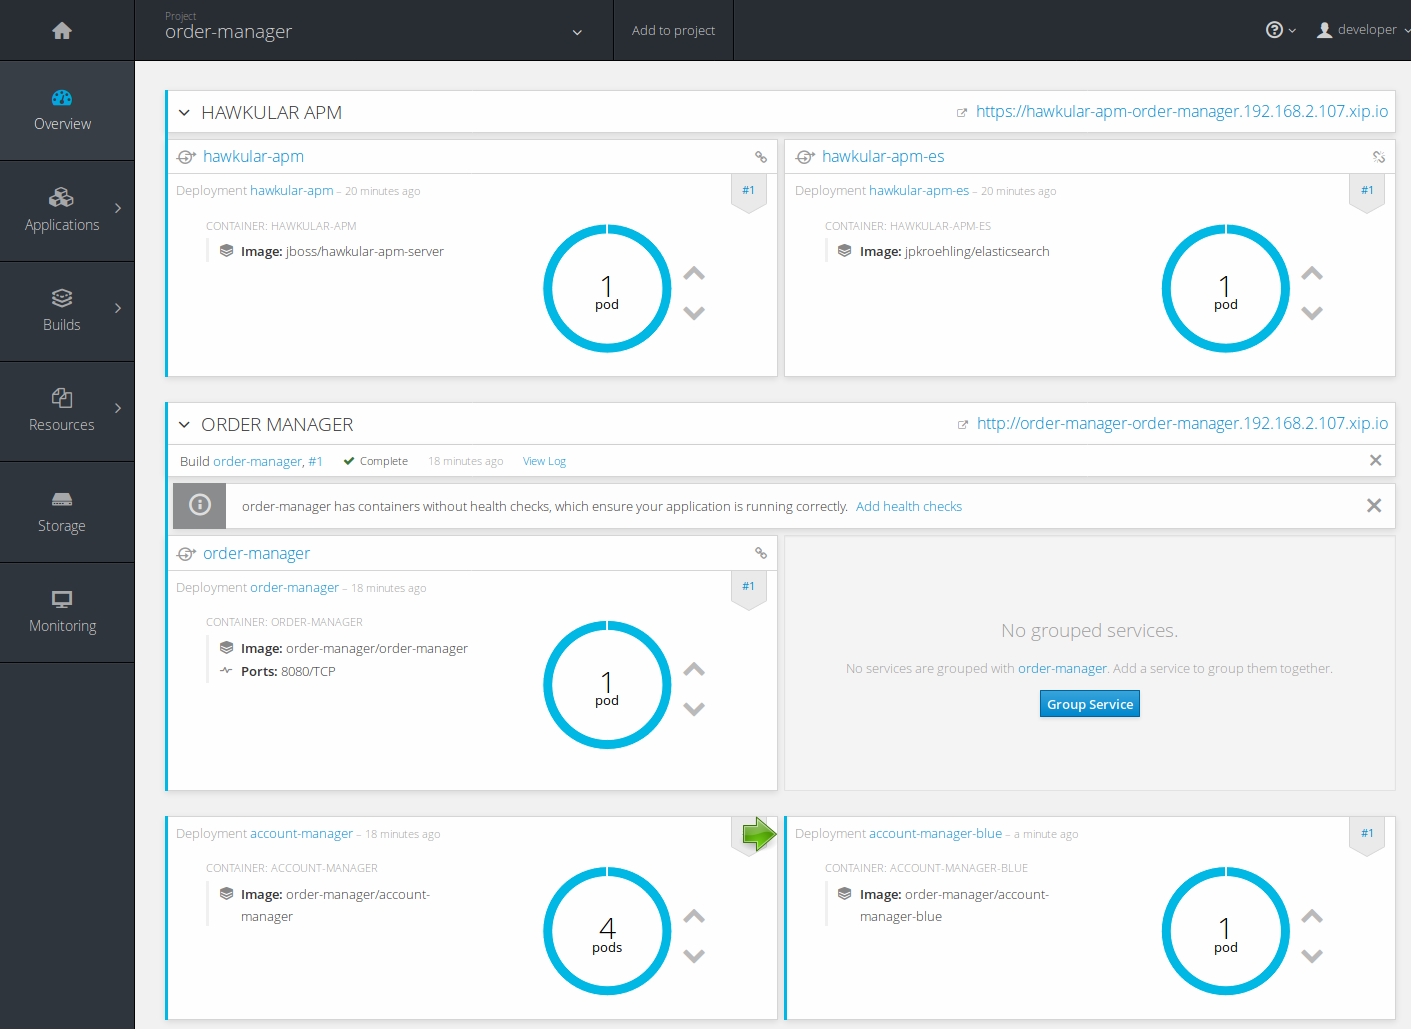 Project
order-manager
Add to project
developer
Overview
Applications
Builds
Resources
Storage
Monitoring
HAWKULAR APM
https://hawkular-apm-order-manager.192.168.2.107.xip.io
hawkular-apm
Deployment hawkular-apm – 20 minutes ago
#1
CONTAINER: HAWKULAR-APM
Image: jboss/hawkular-apm-server
1
pod
hawkular-apm-es
Deployment hawkular-apm-es – 20 minutes ago
#1
CONTAINER: HAWKULAR-APM-ES
Image: jpkroehling/elasticsearch
1
pod
ORDER MANAGER
http://order-manager-order-manager.192.168.2.107.xip.io
Build order-manager, #1 Complete 18 minutes ago View Log
order-manager has containers without health checks, which ensure your application is running correctly. Add health checks
order-manager
Deployment order-manager – 18 minutes ago
#1
CONTAINER: ORDER-MANAGER
Image: order-manager/order-manager
Ports: 8080/TCP
1
pod
No grouped services.
No services are grouped with order-manager. Add a service to group them together.
Group Service
Deployment account-manager – 18 minutes ago
CONTAINER: ACCOUNT-MANAGER
Image: order-manager/account-
manager
4
pods
Deployment account-manager-blue – a minute ago
#1
CONTAINER: ACCOUNT-MANAGER-BLUE
Image: order-manager/account-
manager-blue
1
pod